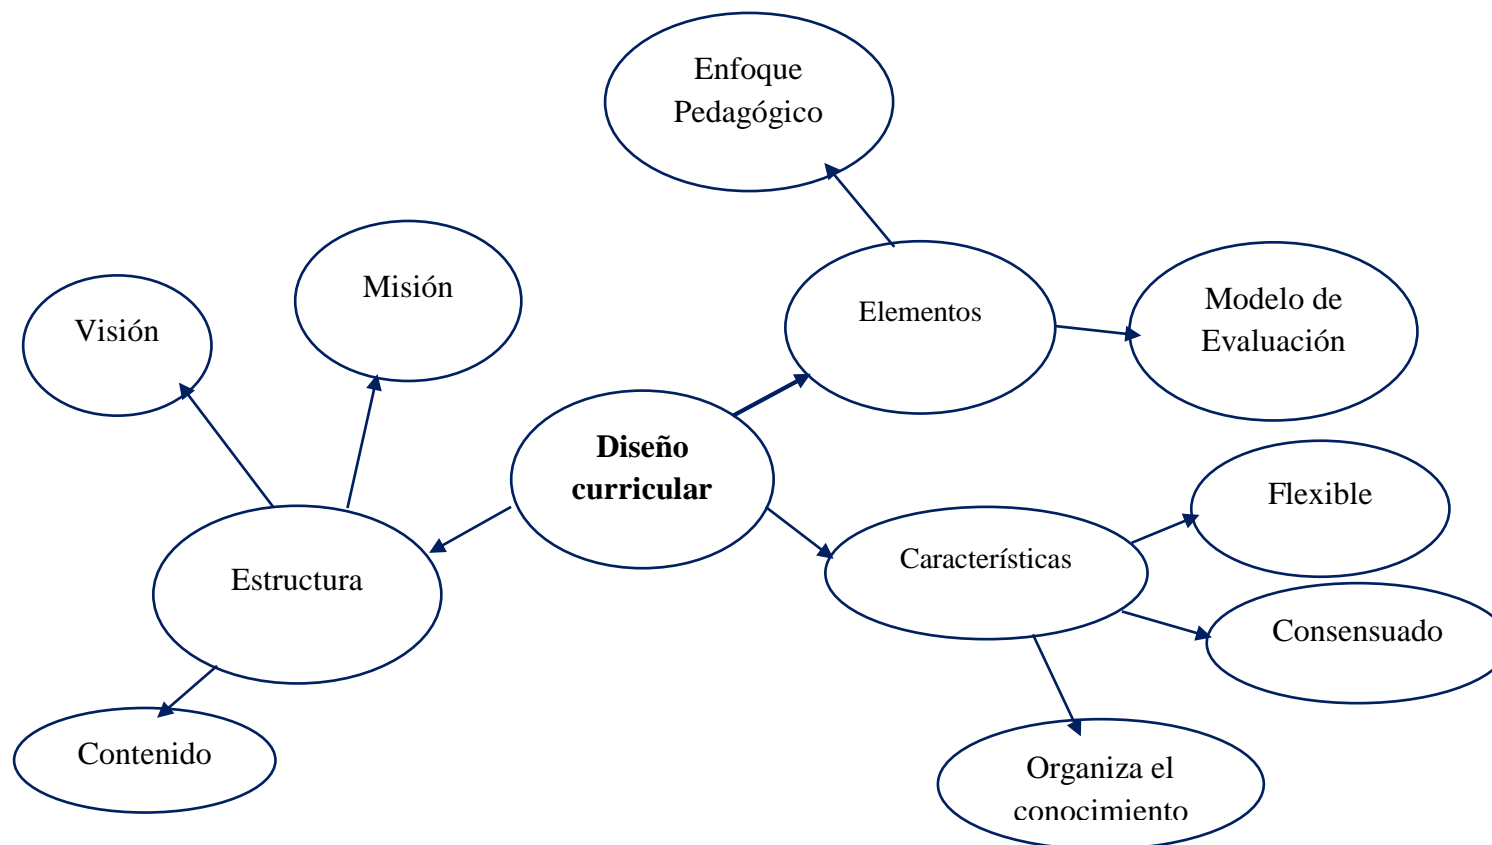 Enfoque
Pedagógico
Misión
Visión
Elementos
Modelo de
Evaluación
Diseño
curricular
Flexible
Características
Estructura
Consensuado
Contenido
Organiza el
conocimiento